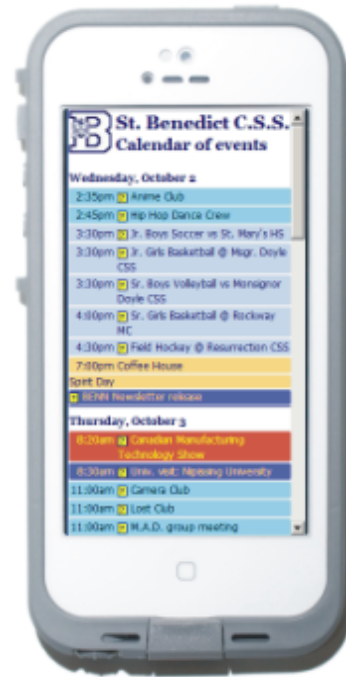 St. Benedict C.S.S.
Calendar of events
Wednesday, October 2
2:35pm ? Anime Club
2:45pm ? Hip Hop Dance Crew
3:30pm ? Jr. Boys Soccer vs St. Mary's HS
3:30pm ? Jr. Girls Basketball @ Msgr. Doyle
CSS
3:30pm ? Sr. Boys Volleyball vs Monsignor
Doyle CSS
4:00pm ? Sr. Girls Basketball @ Rockway
MC
4:30pm ? Field Hockey @ Resurrection CSS
7:00pm Coffee House
Spirit Day
? BENN Newsletter release
Thursday, October 3
8:20am ? Canadian Manufacturing
Technology Show
8:30am ? Univ. visit: Nipissing University
11:00am ? Camera Club
11:00am ? Lost Club
11:00am ? M.A.D. group meeting